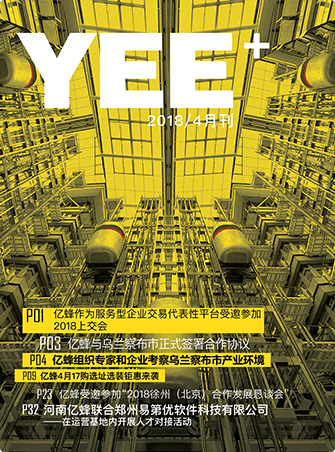 YEE+
2018/4月刊
P01 亿蜂作为服务型企业交易代表性平台受邀参加
2018上交会
P03 亿蜂与乌兰察布市正式签署合作协议
P04 亿蜂组织专家和企业考察乌兰察布市产业环境
P09 亿蜂4月17购选址选装钜惠来袭
P23 亿蜂受邀参加“2018徐州（北京）合作发展恳谈会”
P32 河南亿蜂联合郑州易第优软件科技有限公司
——在运营基地内开展人才对接活动